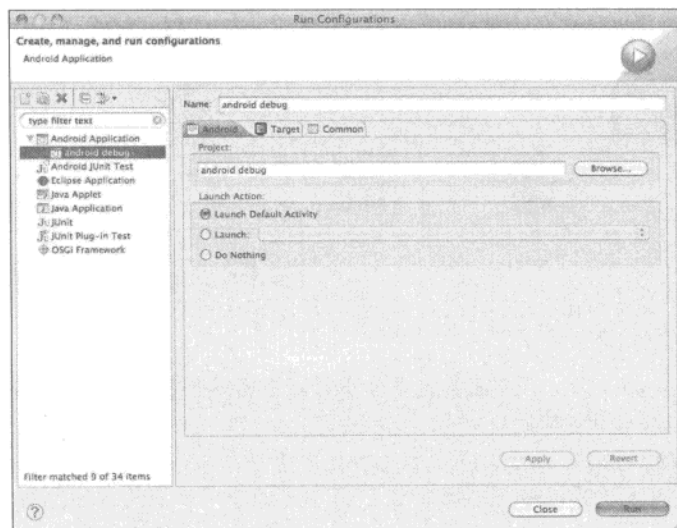 Run Configurations
Create, manage, and run configurations
Android Application
type filter text
Android Application
android debug
Android JUnit Test
Eclipse Application
Java Applet
Java Application
JUnit
JUnit Plug-in Test
OSGi Framework
Filter matched 9 of 34 items
Name: android debug
Android Target Common
Project:
android debug
Browse...
Launch Action:
Launch Default Activity
Launch:
Do Nothing
Apply Revert
Close Run